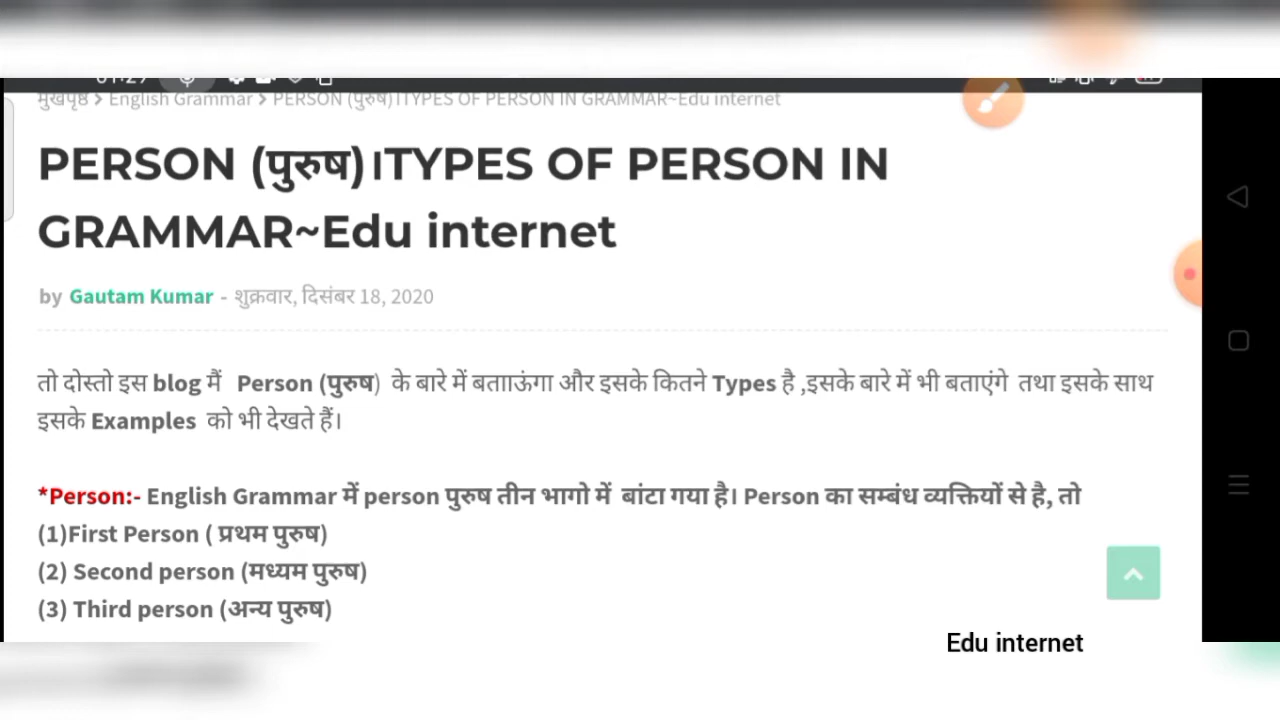 मुखपृष्ठ > English Grammar > PERSON (पुरुष)।TYPES OF PERSON IN GRAMMAR~Edu internet
PERSON (पुरुष)।TYPES OF PERSON IN
GRAMMAR~Edu internet
by Gautam Kumar - शुक्रवार, दिसंबर 18, 2020
तो दोस्तो इस blog मैं Person (पुरुष) के बारे में बतााऊंगा और इसके कितने Types है ,इसके बारे में भी बताएंगे तथा इसके साथ
इसके Examples को भी देखते हैं।
*Person:- English Grammar में person पुरुष तीन भागो में बांटा गया है। Person का सम्बंध व्यक्तियों से है, तो
(1)First Person ( प्रथम पुरुष)
(2) Second person (मध्यम पुरुष)
(3) Third person (अन्य पुरुष)
Edu internet